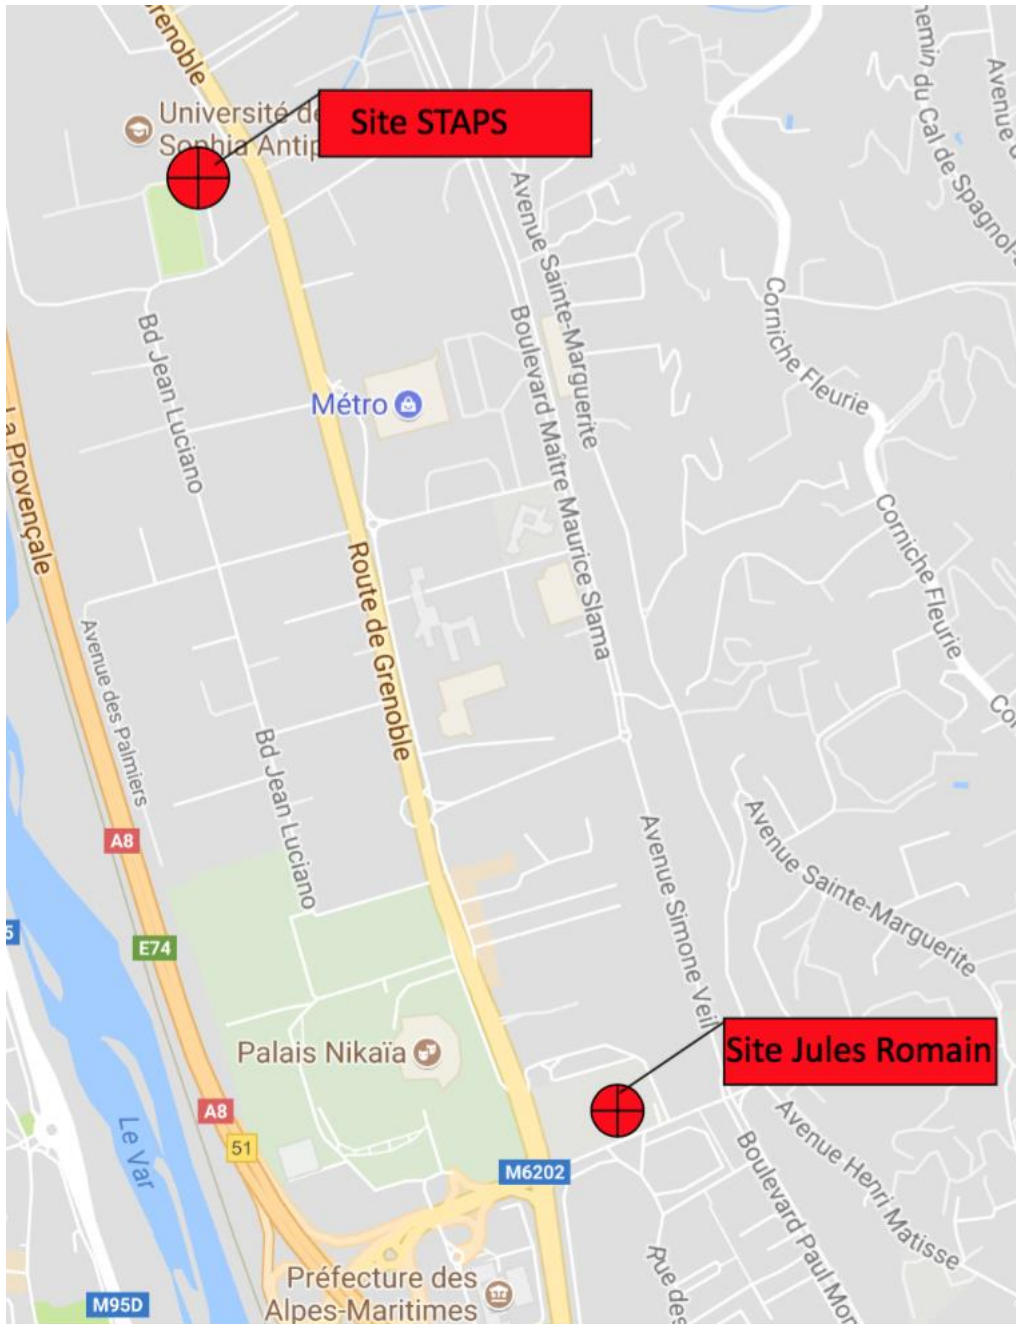 Grenoble
Université de
Sophia Antip
Site STAPS
Avenue Sainte-Marguerite
Boulevard Maître Maurice Slama
Corniche Fleurie
Bd Jean Luciano
Métro
La Provençale
Route de Grenoble
Corniche Fleurie
Avenue des Palmiers
Bd Jean Luciano
A8
E74
Avenue Simone Veil
Avenue Sainte-Marguerite
Palais Nikaïa
Site Jules Romain
A8
51
Le Var
M6202
Avenue Henri Matisse
Boulevard Paul Mon
Rue des
Préfecture des
Alpes-Maritimes
M95D